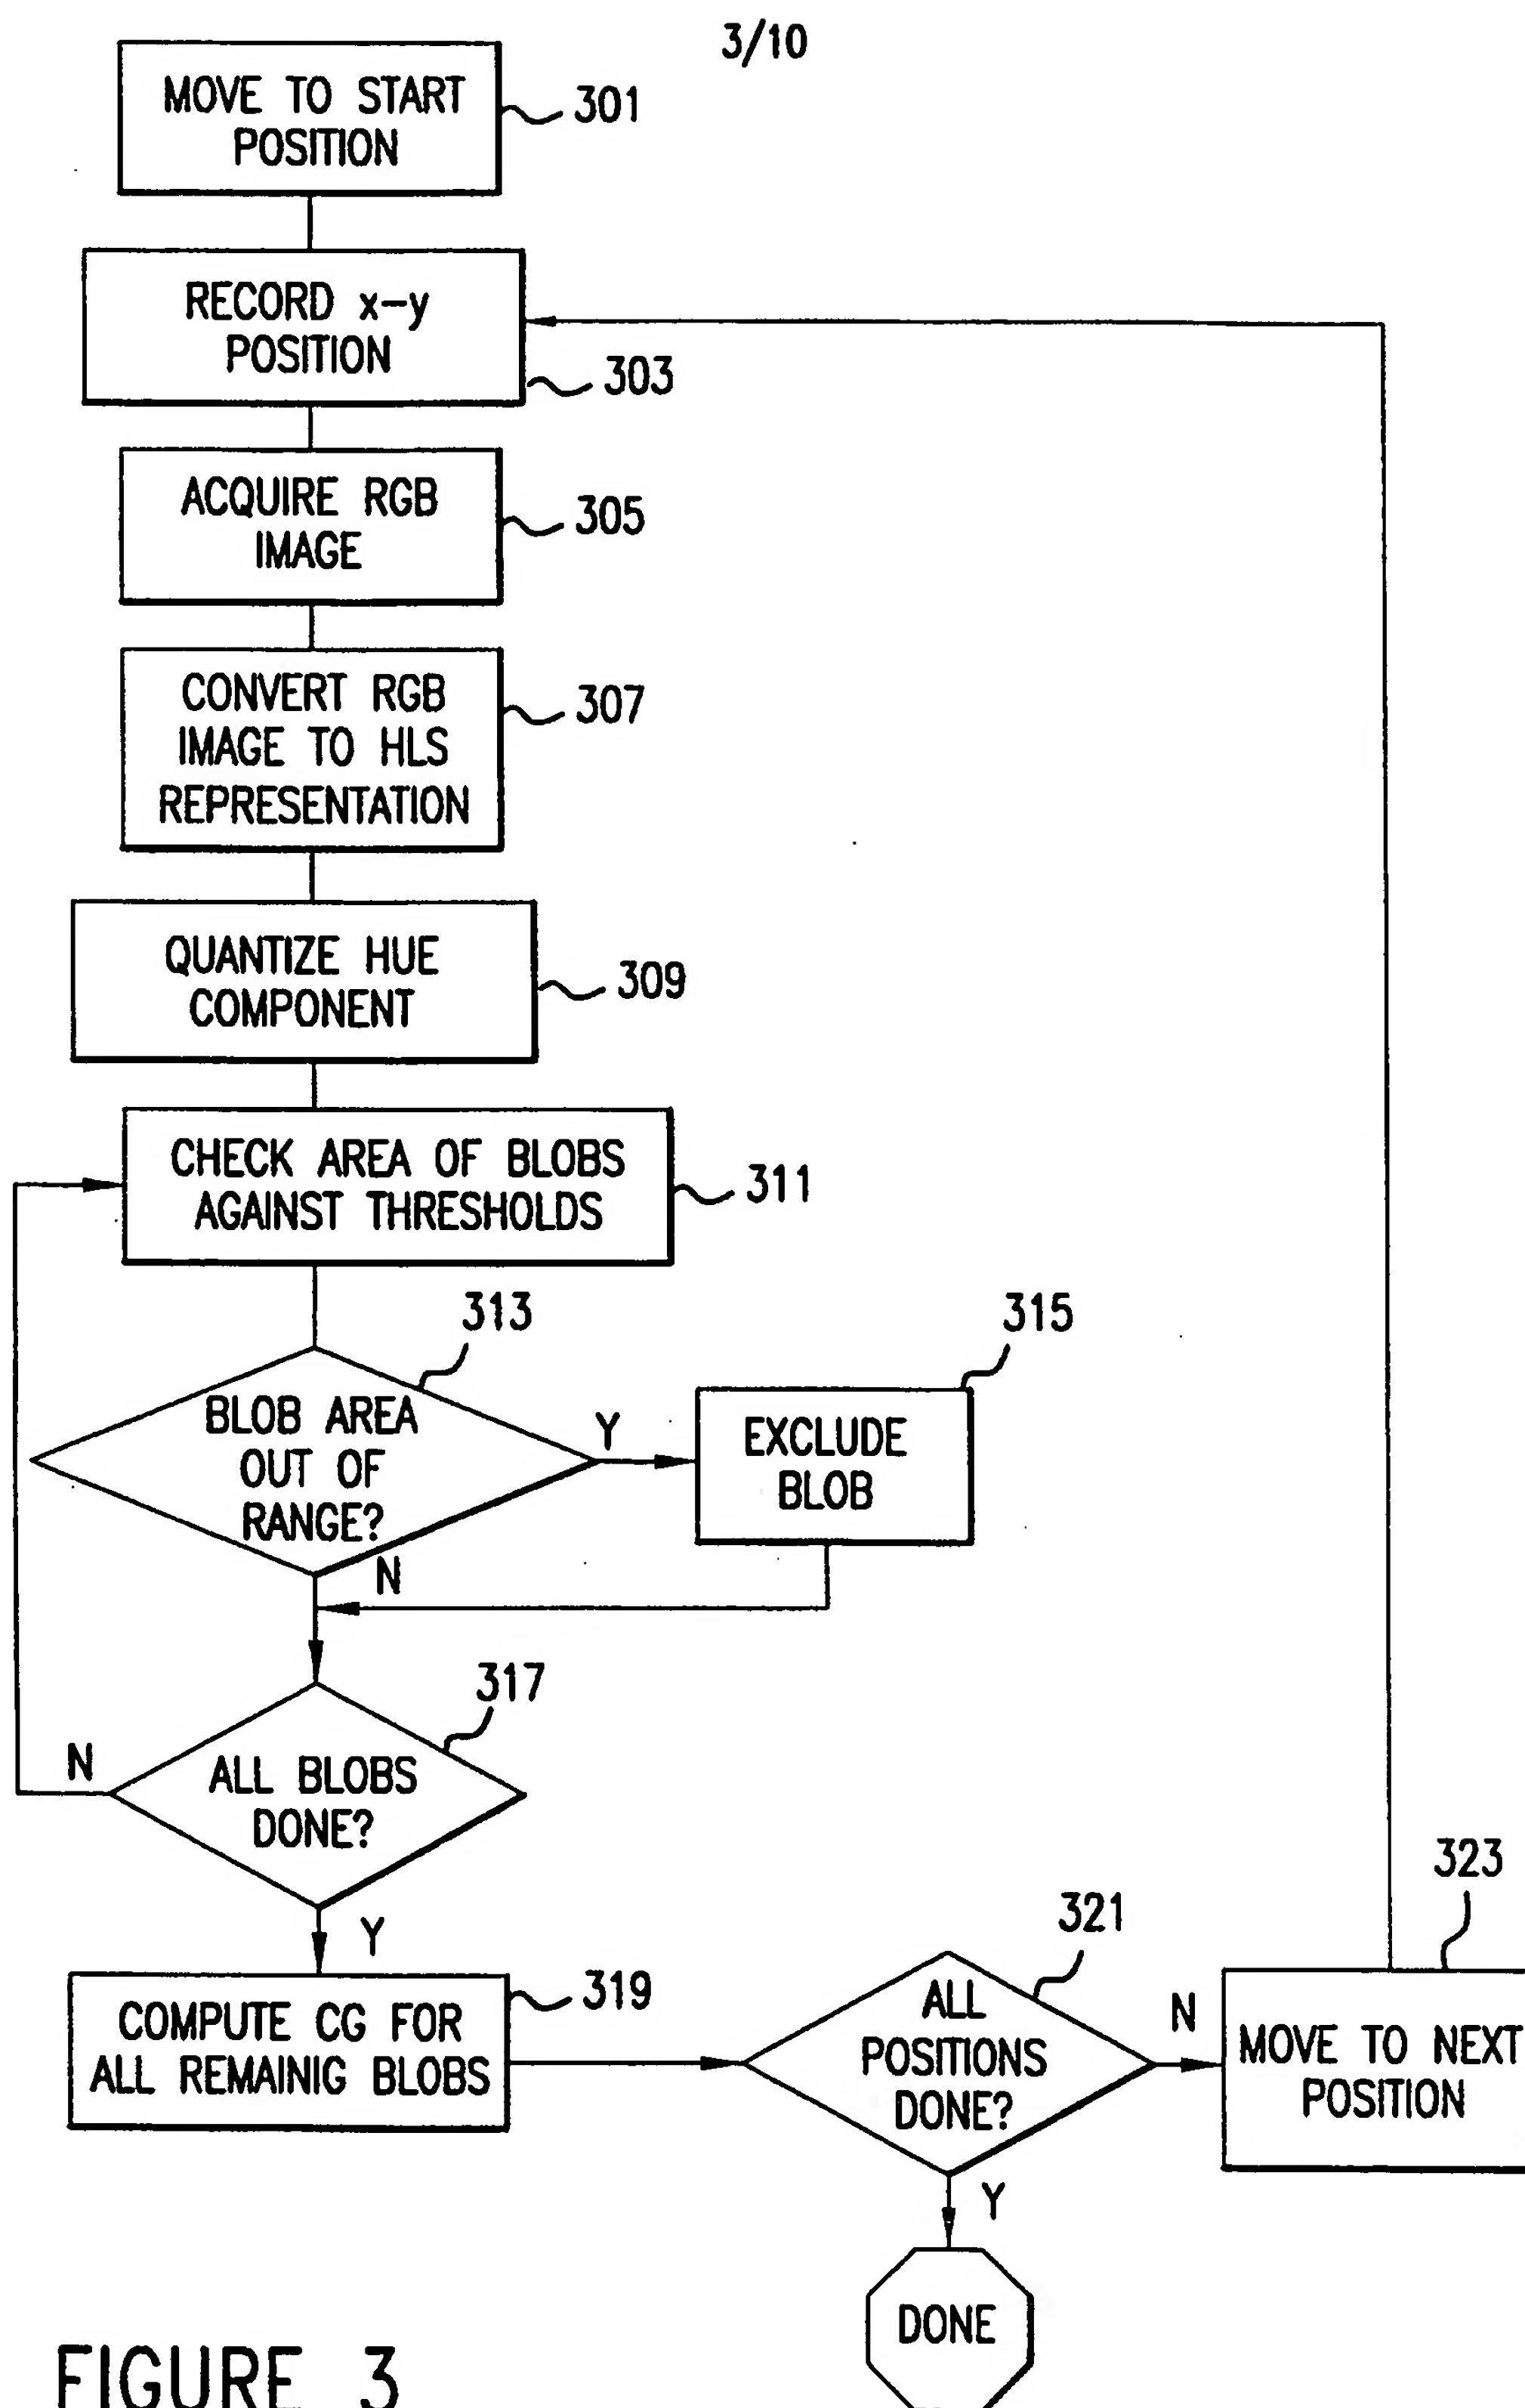 3/10
MOVE TO START
POSITION
301
RECORD x-y
POSITION
303
ACQUIRE RGB
IMAGE
305
CONVERT RGB
IMAGE TO HLS
REPRESENTATION
307
QUANTIZE HUE
COMPONENT
309
CHECK AREA OF BLOBS
AGAINST THRESHOLDS
311
313
BLOB AREA
OUT OF
RANGE?
Y
N
315
EXCLUDE
BLOB
317
ALL BLOBS
DONE?
N
Y
COMPUTE CG FOR
ALL REMAINIG BLOBS
319
321
ALL
POSITIONS
DONE?
N
Y
323
MOVE TO NEXT
POSITION
DONE
FIGURE 3